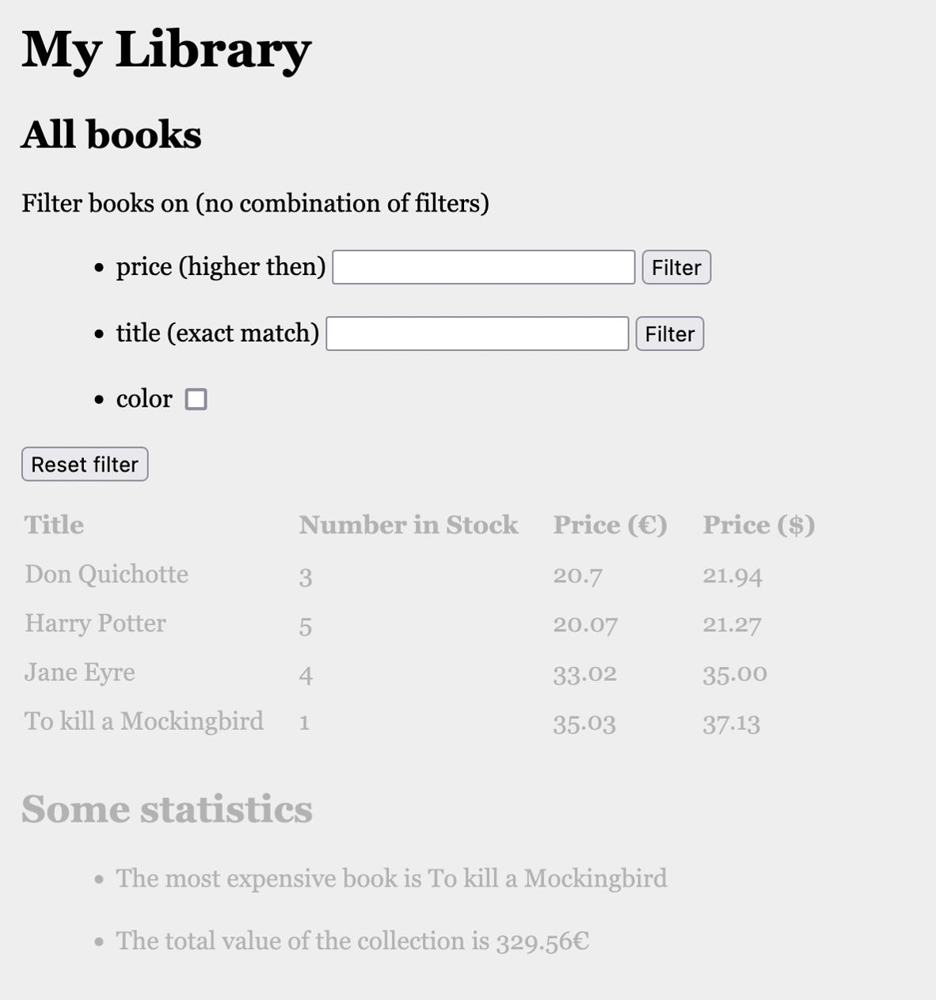 My Library
All books
Filter books on (no combination of filters)
• price (higher then) Filter
• title (exact match) Filter
• color
Reset filter
Title Number in Stock Price (€) Price ($)
Don Quichotte 3 20.7 21.94
Harry Potter 5 20.07 21.27
Jane Eyre 4 33.02 35.00
To kill a Mockingbird 1 35.03 37.13
Some statistics
• The most expensive book is To kill a Mockingbird
• The total value of the collection is 329.56€